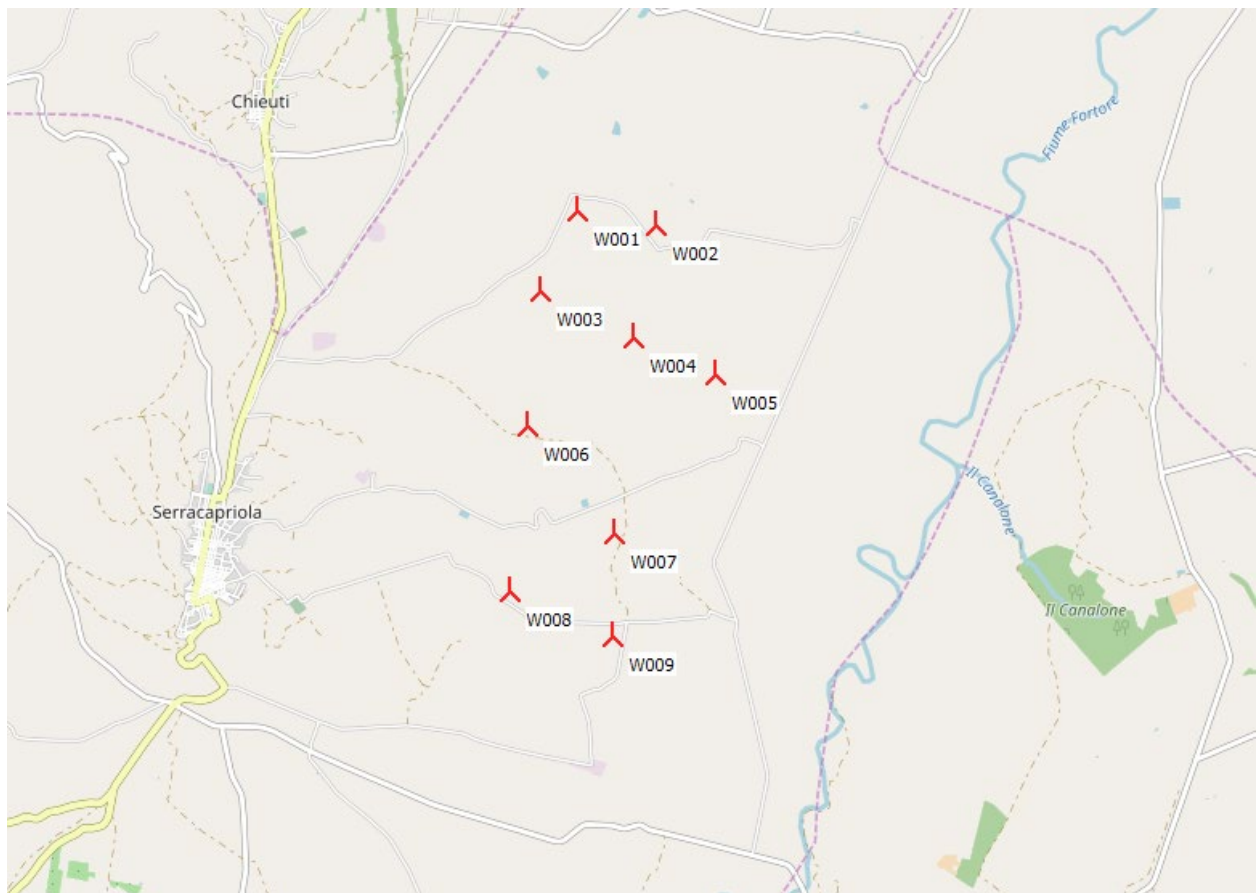 Chieuti
Fiume Fortore
W001
W002
W003
W004
W005
W006
Il Canalone
Serracapriola
W007
Il Canalone
W008
W009